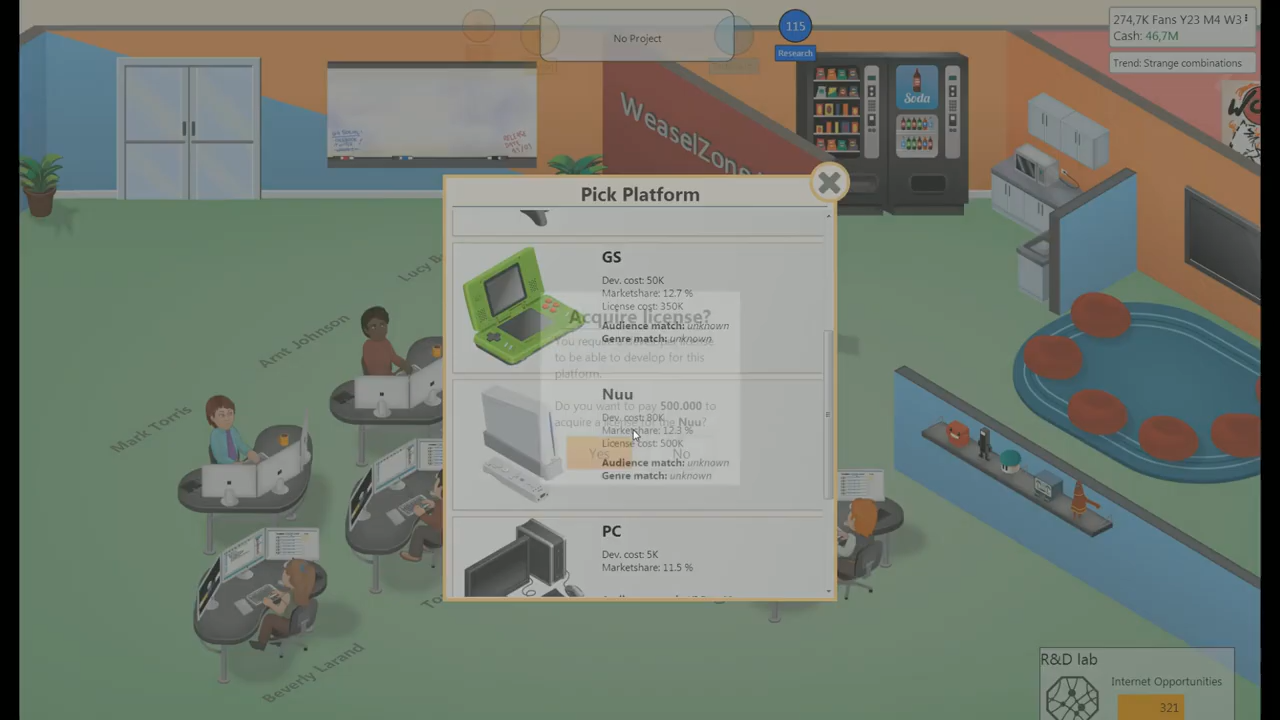 No Project
115
Research
274,7K Fans Y23 M4 W3
Cash: 46,7M
Trend: Strange combinations
Soda
WeaselZone
RELEASE
DATE
Pick Platform
GS
Dev. cost: 50K
Marketshare: 12.7 %
License cost: 350K
Audience match: unknown
Genre match: unknown
Acquire license?
You require a developer license
to be able to develop for this
platform.
Do you want to pay 500.000 to
acquire a license for the Nuu?
Yes
No
Nuu
Dev. cost: 80K
Marketshare: 12.3 %
License cost: 500K
Audience match: unknown
Genre match: unknown
PC
Dev. cost: 5K
Marketshare: 11.5 %
Lucy
Arnt Johnson
Mark Torris
Beverly Larand
R&D lab
Internet Opportunities
321